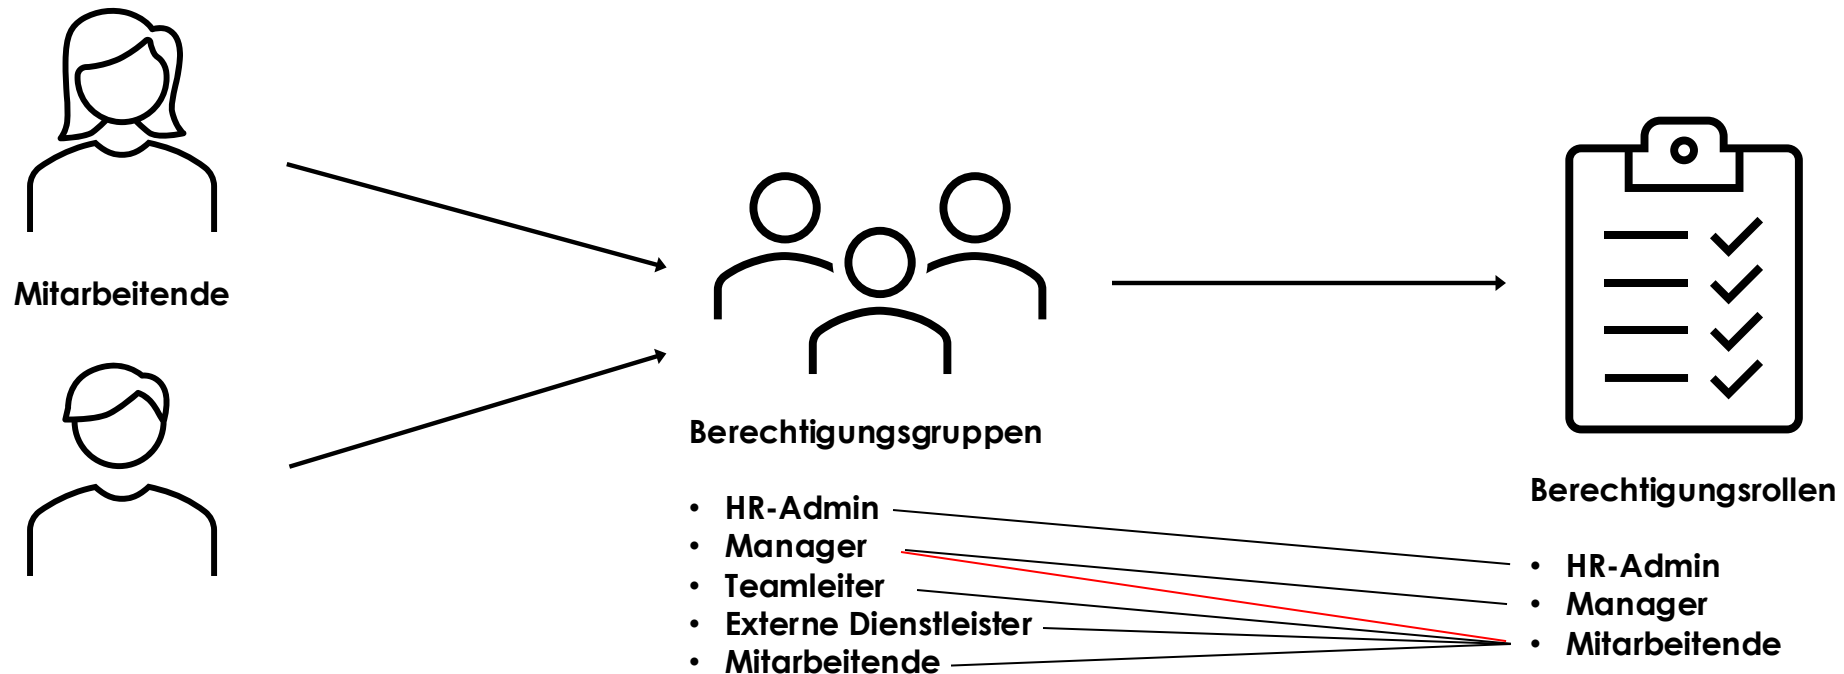 Mitarbeitende
Berechtigungsgruppen
• HR-Admin
• Manager
• Teamleiter
• Externe Dienstleister
• Mitarbeitende
Berechtigungsrollen
• HR-Admin
• Manager
• Mitarbeitende